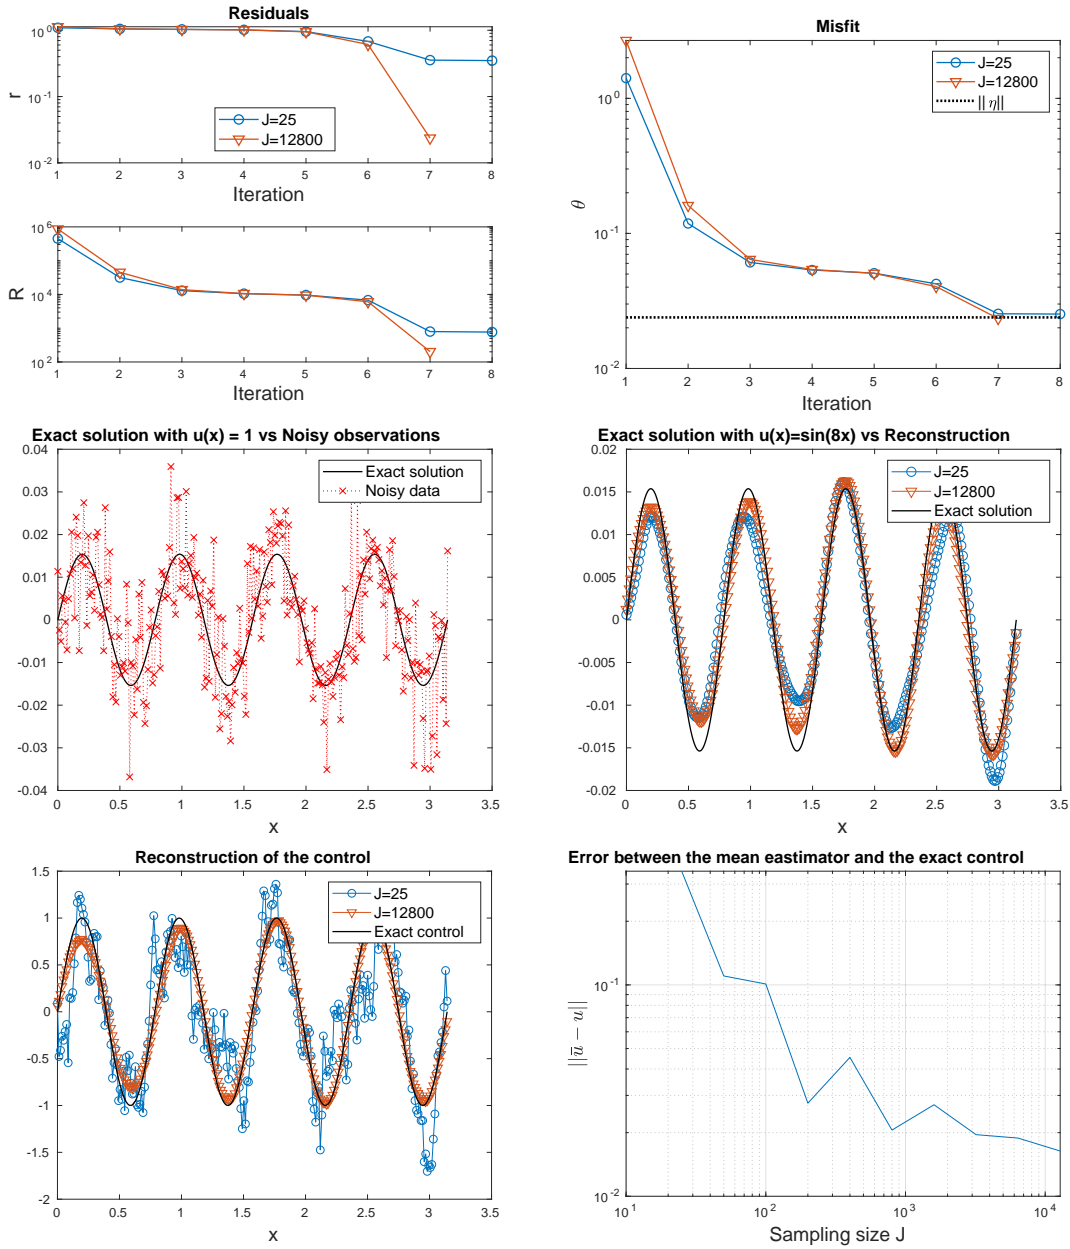 Residuals
10^0
10^-1
10^-2
r
J=25
J=12800
1 2 3 4 5 6 7 8
Iteration
10^6
10^4
10^2
R
1 2 3 4 5 6 7 8
Iteration
Misfit
10^0
10^-1
10^-2
θ
J=25
J=12800
|| η||
1 2 3 4 5 6 7 8
Iteration
Exact solution with u(x) = 1 vs Noisy observations
0.04
0.03
0.02
0.01
0
-0.01
-0.02
-0.03
-0.04
Exact solution
Noisy data
0 0.5 1 1.5 2 2.5 3 3.5
x
Exact solution with u(x)=sin(8x) vs Reconstruction
0.02
0.015
0.01
0.005
0
-0.005
-0.01
-0.015
-0.02
J=25
J=12800
Exact solution
0 0.5 1 1.5 2 2.5 3 3.5
x
Reconstruction of the control
1.5
1
0.5
0
-0.5
-1
-1.5
-2
J=25
J=12800
Exact control
0 0.5 1 1.5 2 2.5 3 3.5
x
Error between the mean eastimator and the exact control
10^-1
10^-2
||ū − u||
10^1 10^2 10^3 10^4
Sampling size J